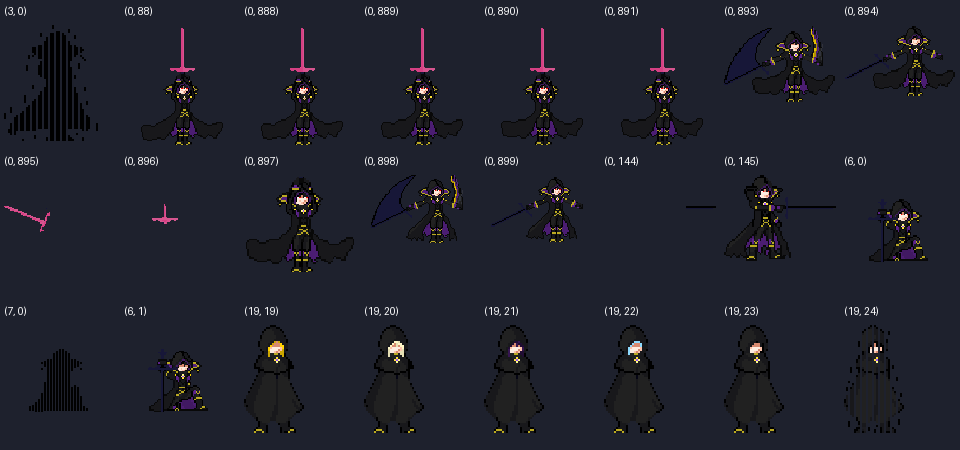 (3, 0) (0, 88) (0, 888) (0, 889) (0, 890) (0, 891) (0, 893) (0, 894)
(0, 895) (0, 896) (0, 897) (0, 898) (0, 899) (0, 144) (0, 145) (6, 0)
(7, 0) (6, 1) (19, 19) (19, 20) (19, 21) (19, 22) (19, 23) (19, 24)